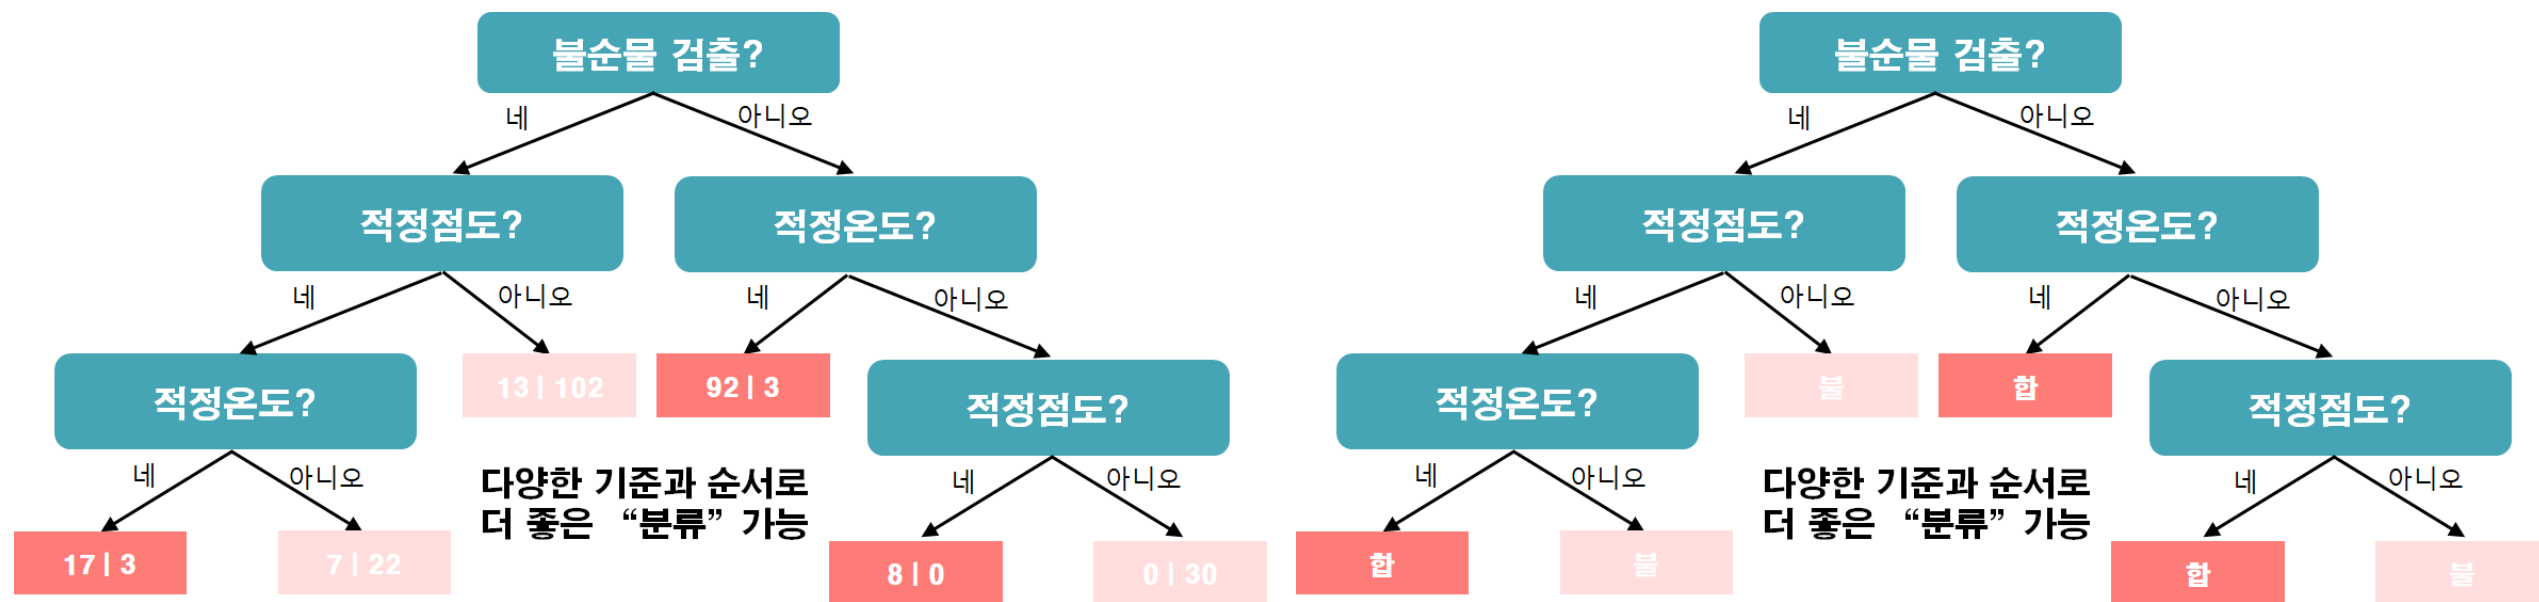 불순물 검출?
네
아니오
적정점도?
적정온도?
네
아니오
네
아니오
적정온도?
13 | 102
92 | 3
적정점도?
네
아니오
다양한 기준과 순서로
더 좋은 “분류” 가능
네
아니오
17 | 3
7 | 22
8 | 0
0 | 30
불순물 검출?
네
아니오
적정점도?
적정온도?
네
아니오
네
아니오
적정온도?
불
합
적정점도?
네
아니오
다양한 기준과 순서로
더 좋은 “분류” 가능
네
아니오
합
불
합
불